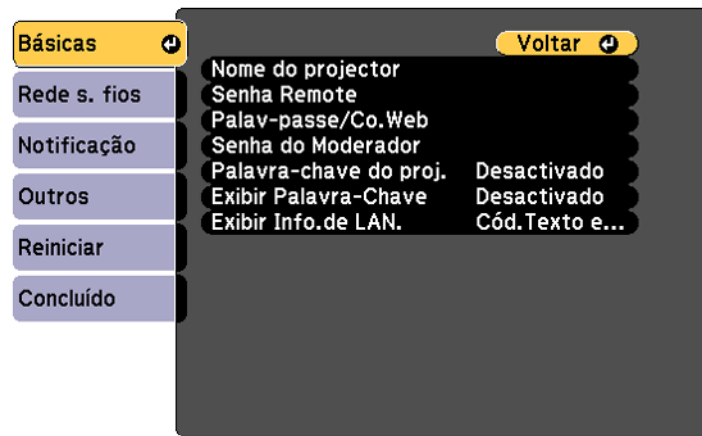 Básicas
Rede s. fios
Notificação
Outros
Reiniciar
Concluído
Voltar
Nome do projector
Senha Remote
Palav-passe/Co.Web
Senha do Moderador
Palavra-chave do proj. Desactivado
Exibir Palavra-Chave Desactivado
Exibir Info.de LAN. Cód.Texto e...